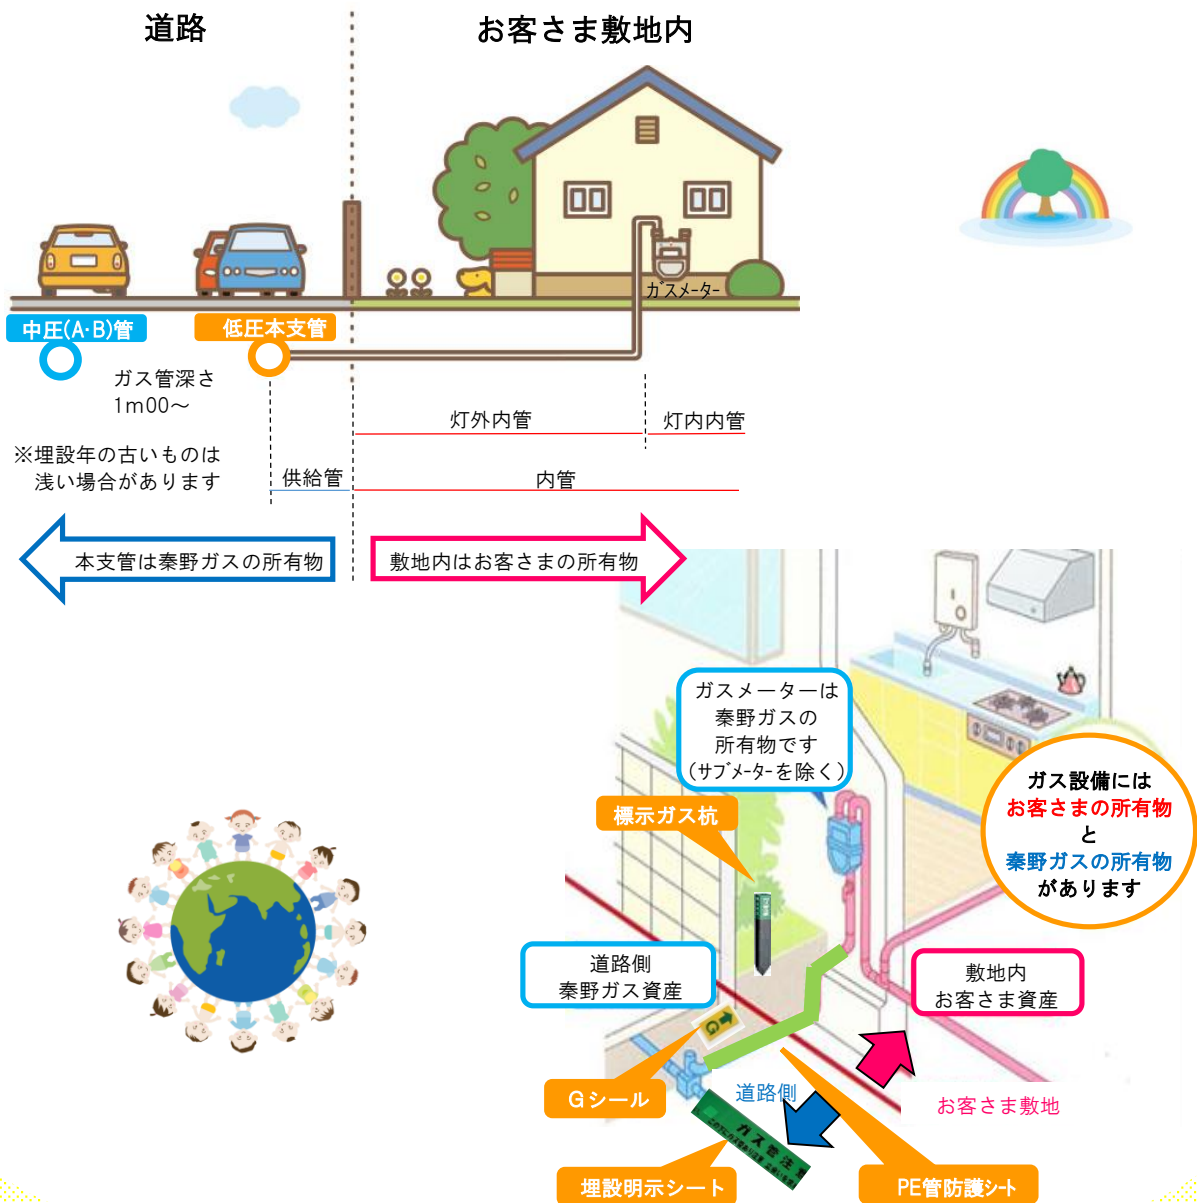 道路
お客さま敷地内
ガスメーター
中圧(A・B)管
低圧本支管
ガス管深さ
1m00～
灯外内管
灯内内管
※埋設年の古いものは
浅い場合があります
供給管
内管
本支管は秦野ガスの所有物
敷地内はお客さまの所有物
ガスメーターは
秦野ガスの
所有物です
(サブメーターを除く)
ガス設備には
お客さまの所有物
と
秦野ガスの所有物
があります
標示ガス杭
道路側
秦野ガス資産
敷地内
お客さま資産
G
Gシール
道路側
お客さま敷地
ガス管注意
埋設明示シート
PE管防護シート